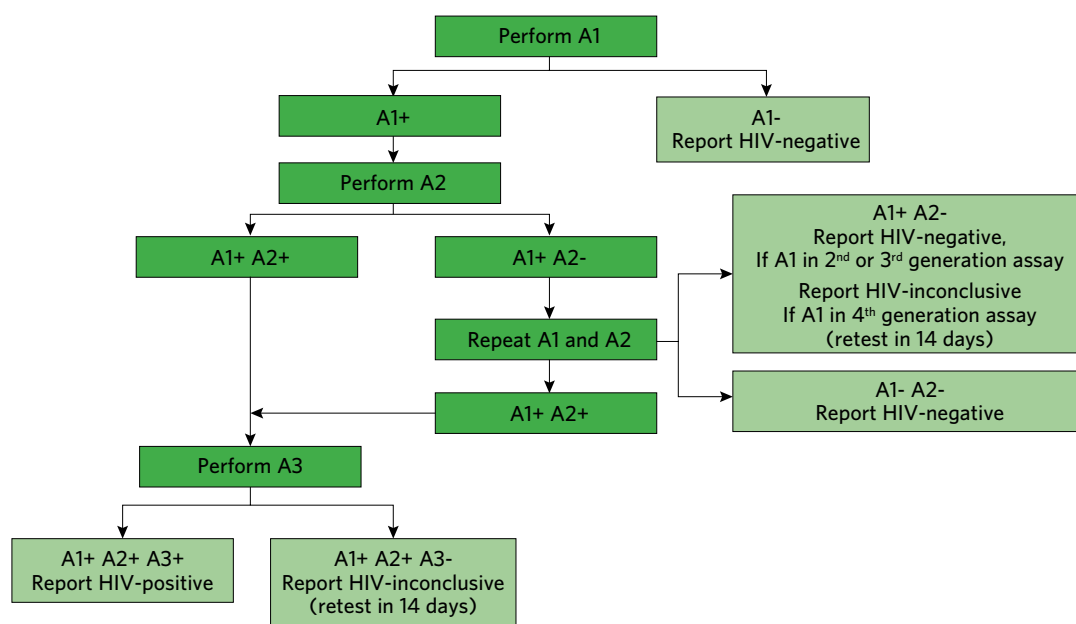 Perform A1
A1+
A1-
Report HIV-negative
Perform A2
A1+ A2+
A1+ A2-
A1+ A2-
Report HIV-negative,
If A1 in 2nd or 3rd generation assay
Report HIV-inconclusive
If A1 in 4th generation assay
(retest in 14 days)
Repeat A1 and A2
A1- A2-
Report HIV-negative
A1+ A2+
Perform A3
A1+ A2+ A3+
Report HIV-positive
A1+ A2+ A3-
Report HIV-inconclusive
(retest in 14 days)